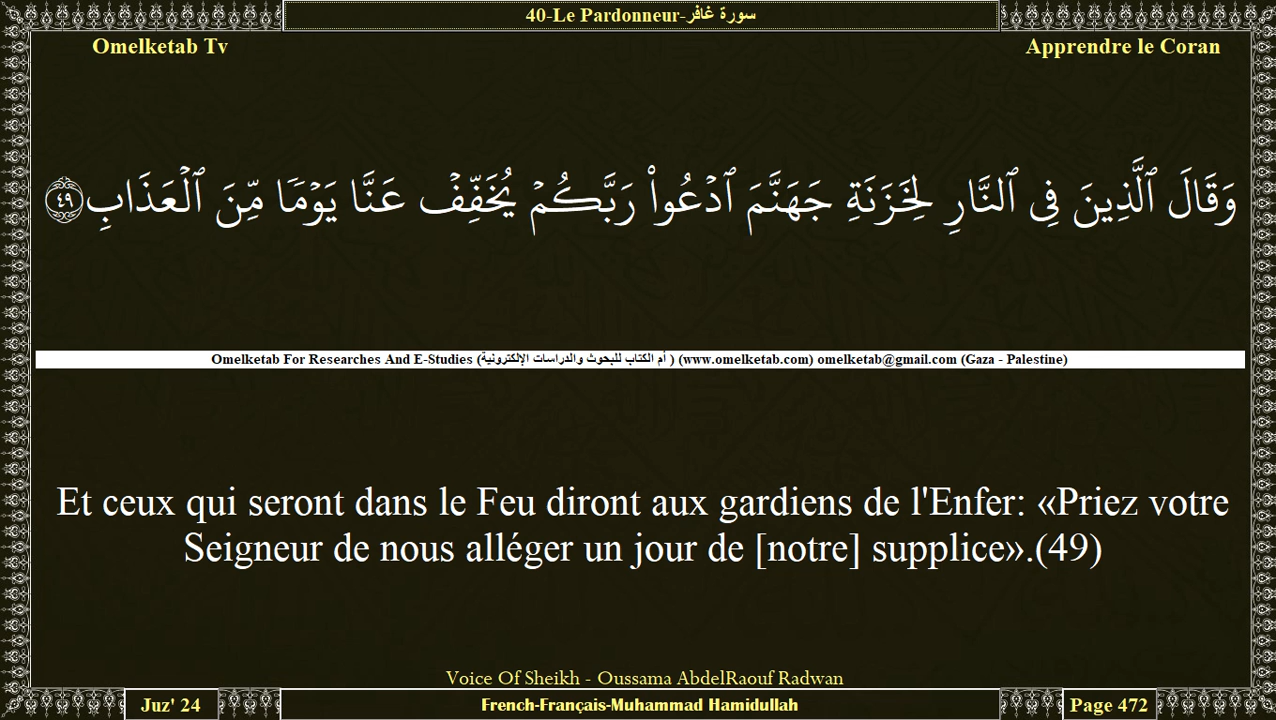 40-Le Pardonneur-سورة غافر
Omelketab Tv
Apprendre le Coran
وَقَالَ ٱلَّذِينَ فِى ٱلنَّارِ لِخَزَنَةِ جَهَنَّمَ ٱدْعُوا۟ رَبَّكُمْ يُخَفِّفْ عَنَّا يَوْمًا مِّنَ ٱلْعَذَابِ ٤٩
Omelketab For Researches And E-Studies (أم الكتاب للبحوث والدراسات الإلكترونية ) (www.omelketab.com) omelketab@gmail.com (Gaza - Palestine)
Et ceux qui seront dans le Feu diront aux gardiens de l'Enfer: «Priez votre
Seigneur de nous alléger un jour de [notre] supplice».(49)
Voice Of Sheikh - Oussama AbdelRaouf Radwan
Juz' 24
French-Français-Muhammad Hamidullah
Page 472